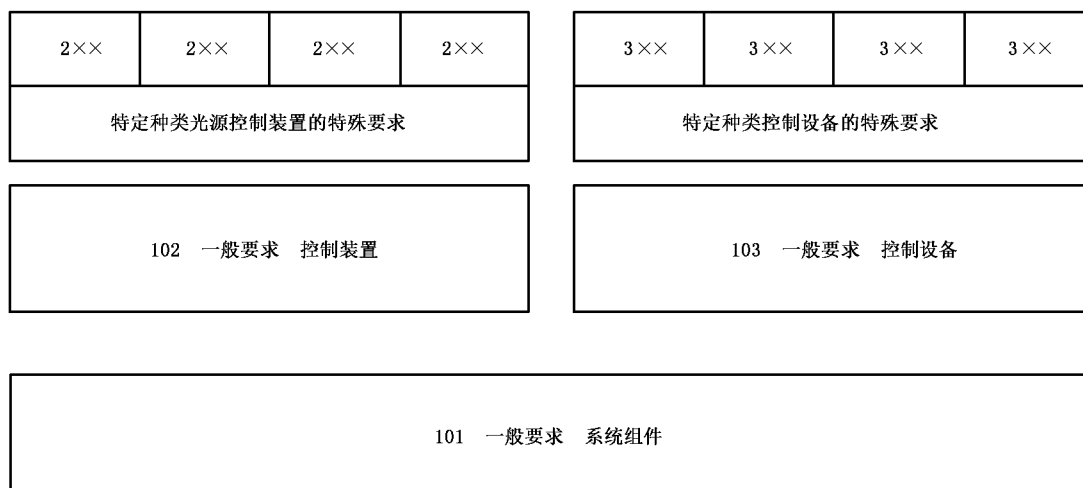 2×× 2×× 2×× 2××
3×× 3×× 3×× 3××
特定种类光源控制装置的特殊要求
特定种类控制设备的特殊要求
102 一般要求 控制装置
103 一般要求 控制设备
101 一般要求 系统组件